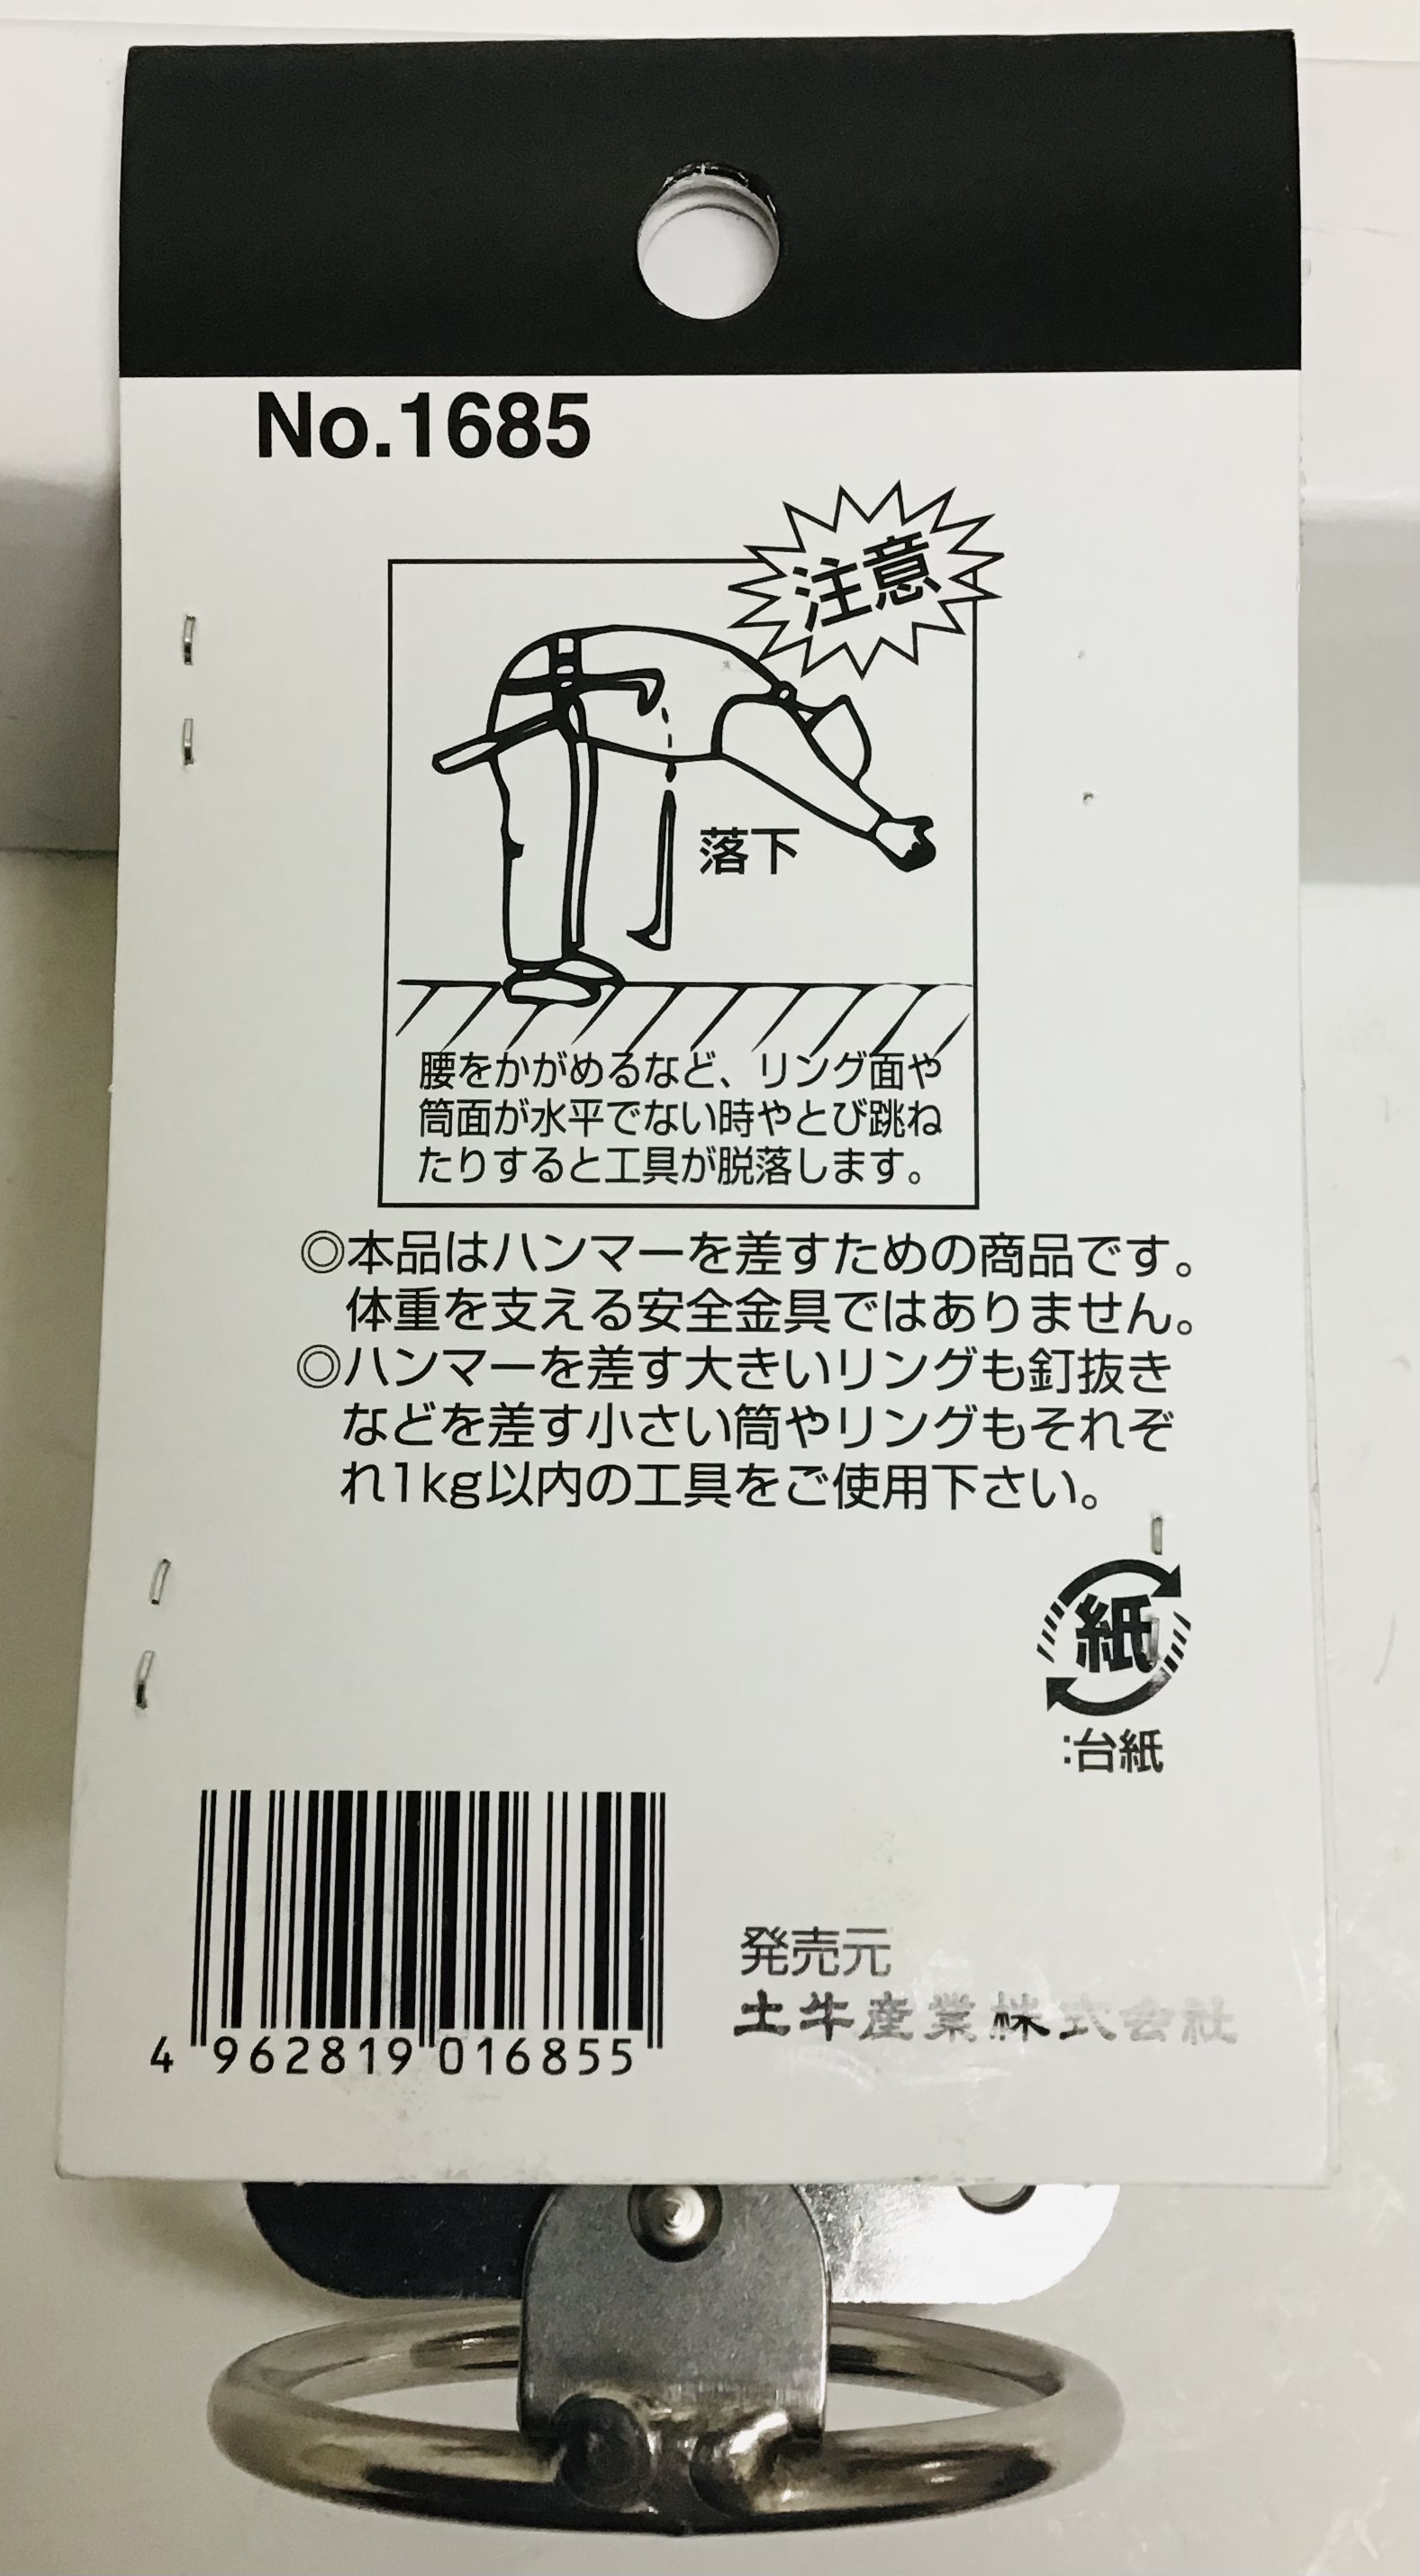 No.1685
注意
落下
腰をかがめるなど、リング面や
筒面が水平でない時やとび跳ね
たりすると工具が脱落します。
◎本品はハンマーを差すための商品です。
体重を支える安全金具ではありません。
◎ハンマーを差す大きいリングも釘抜き
などを差す小さい筒やリングもそれぞ
れ1kg以内の工具をご使用下さい。
紙
:台紙
発売元
土牛産業株式会社
4 962819 016855